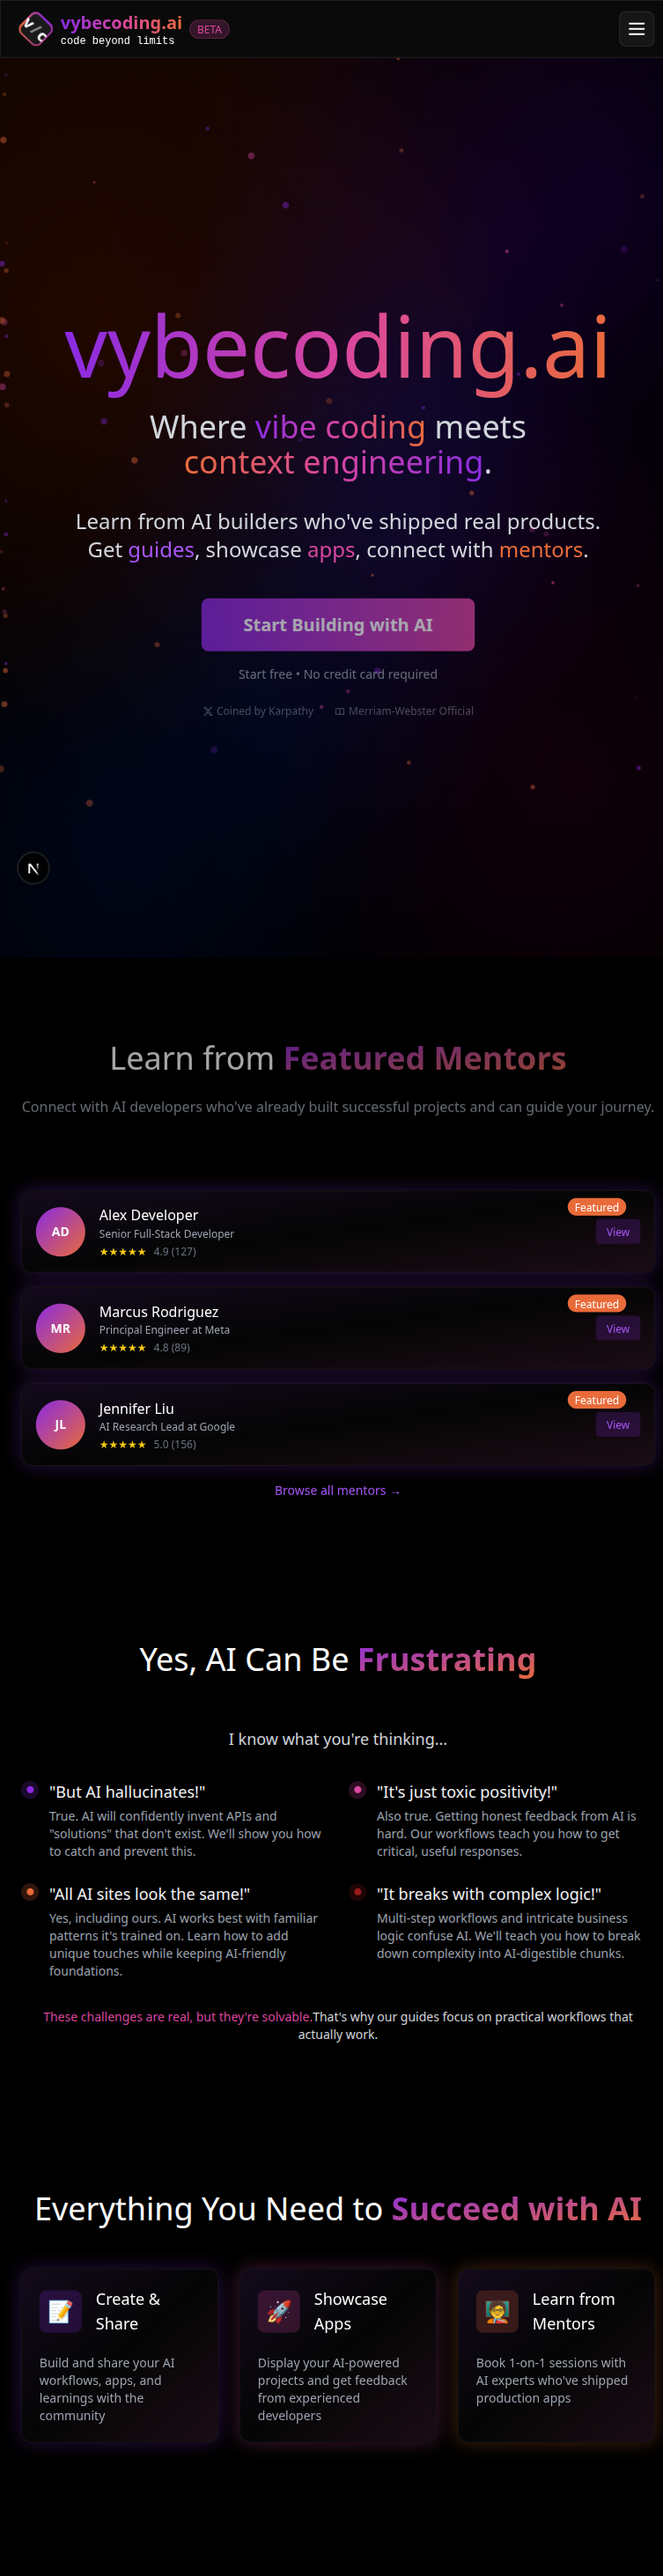 V/C vybecoding.ai BETA
code beyond limits
vybecoding.ai
Where vibe coding meets
context engineering.
Learn from AI builders who've shipped real products.
Get guides, showcase apps, connect with mentors.
Start Building with AI
Start free • No credit card required
Coined by Karpathy • Merriam-Webster Official
N
Learn from Featured Mentors
Connect with AI developers who've already built successful projects and can guide your journey.
AD
Alex Developer
Senior Full-Stack Developer
★★★★★ 4.9 (127)
Featured
View
MR
Marcus Rodriguez
Principal Engineer at Meta
★★★★★ 4.8 (89)
Featured
View
JL
Jennifer Liu
AI Research Lead at Google
★★★★★ 5.0 (156)
Featured
View
Browse all mentors →
Yes, AI Can Be Frustrating
I know what you're thinking...
"But AI hallucinates!"
True. AI will confidently invent APIs and
"solutions" that don't exist. We'll show you how
to catch and prevent this.
"It's just toxic positivity!"
Also true. Getting honest feedback from AI is
hard. Our workflows teach you how to get
critical, useful responses.
"All AI sites look the same!"
Yes, including ours. AI works best with familiar
patterns it's trained on. Learn how to add
unique touches while keeping AI-friendly
foundations.
"It breaks with complex logic!"
Multi-step workflows and intricate business
logic confuse AI. We'll teach you how to break
down complexity into AI-digestible chunks.
These challenges are real, but they're solvable.That's why our guides focus on practical workflows that
actually work.
Everything You Need to Succeed with AI
Create &
Share
Build and share your AI
workflows, apps, and
learnings with the
community
Showcase
Apps
Display your AI-powered
projects and get feedback
from experienced
developers
Learn from
Mentors
Book 1-on-1 sessions with
AI experts who've shipped
production apps